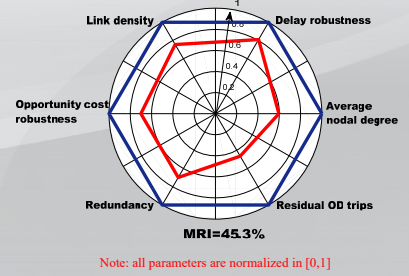 1
Link density
Delay robustness
0.8
0.6
0.4
0.2
Opportunity cost
robustness
Average
nodal degree
Redundancy
Residual OD trips
MRI=45.3%
Note: all parameters are normalized in [0,1]